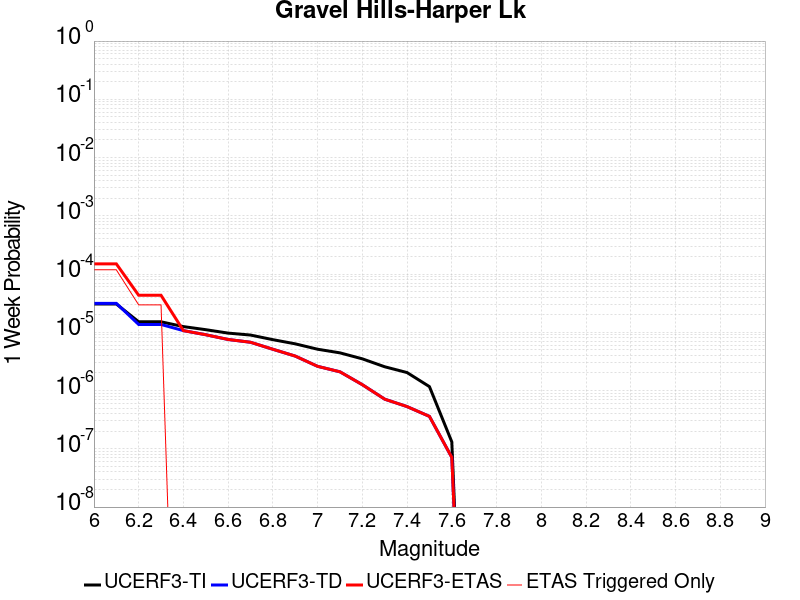 Gravel Hills-Harper Lk
10^0
10^-1
10^-2
10^-3
10^-4
10^-5
10^-6
10^-7
10^-8
1 Week Probability
6 6.2 6.4 6.6 6.8 7 7.2 7.4 7.6 7.8 8 8.2 8.4 8.6 8.8 9
Magnitude
UCERF3-TI UCERF3-TD UCERF3-ETAS ETAS Triggered Only